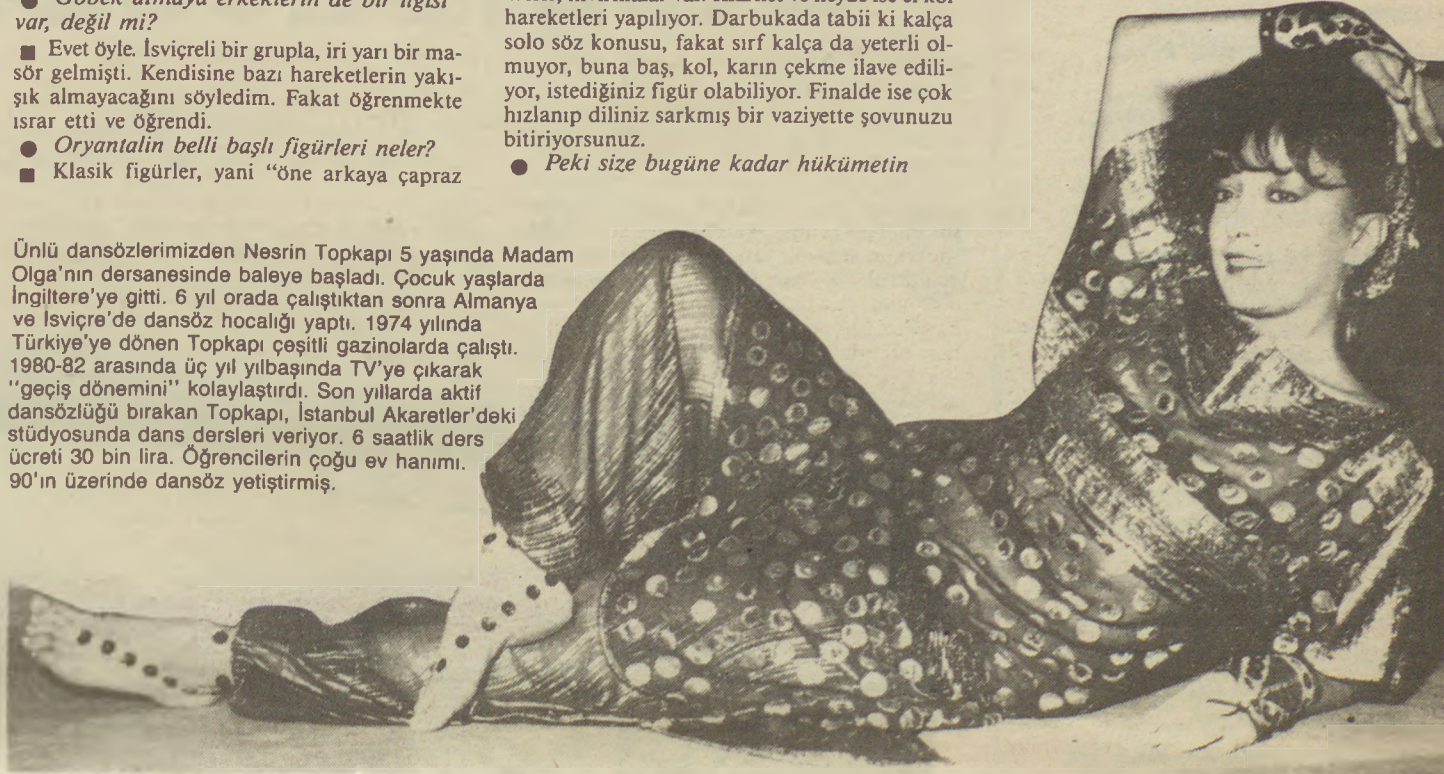 ● Göbek atmaya erkeklerin de bir ilgisi
var, değil mi?
■ Evet öyle. İsviçreli bir grupla, iri yarı bir ma-
sör gelmişti. Kendisine bazı hareketlerin yakı-
şık almayacağını söyledim. Fakat öğrenmekte
ısrar etti ve öğrendi.
● Oryantalin belli başlı figürleri neler?
■ Klasik figürler, yani “öne arkaya çapraz
hareketleri yapılıyor. Darbukada tabii ki kalça
solo söz konusu, fakat sırf kalça da yeterli ol-
muyor, buna baş, kol, karın çekme ilave edili-
yor, istediğiniz figür olabiliyor. Finalde ise çok
hızlanıp diliniz sarkmış bir vaziyette şovunuzu
bitiriyorsunuz.
● Peki size bugüne kadar hükümetin
Ünlü dansözlerimizden Nesrin Topkapı 5 yaşında Madam
Olga'nın dersanesinde baleye başladı. Çocuk yaşlarda
İngiltere'ye gitti. 6 yıl orada çalıştıktan sonra Almanya
ve İsviçre'de dansöz hocalığı yaptı. 1974 yılında
Türkiye'ye dönen Topkapı çeşitli gazinolarda çalıştı.
1980-82 arasında üç yıl yılbaşında TV'ye çıkarak
''geçiş dönemini'' kolaylaştırdı. Son yıllarda aktif
dansözlüğü bırakan Topkapı, İstanbul Akaretler'deki
stüdyosunda dans dersleri veriyor. 6 saatlik ders
ücreti 30 bin lira. Öğrencilerin çoğu ev hanımı.
90'ın üzerinde dansöz yetiştirmiş.